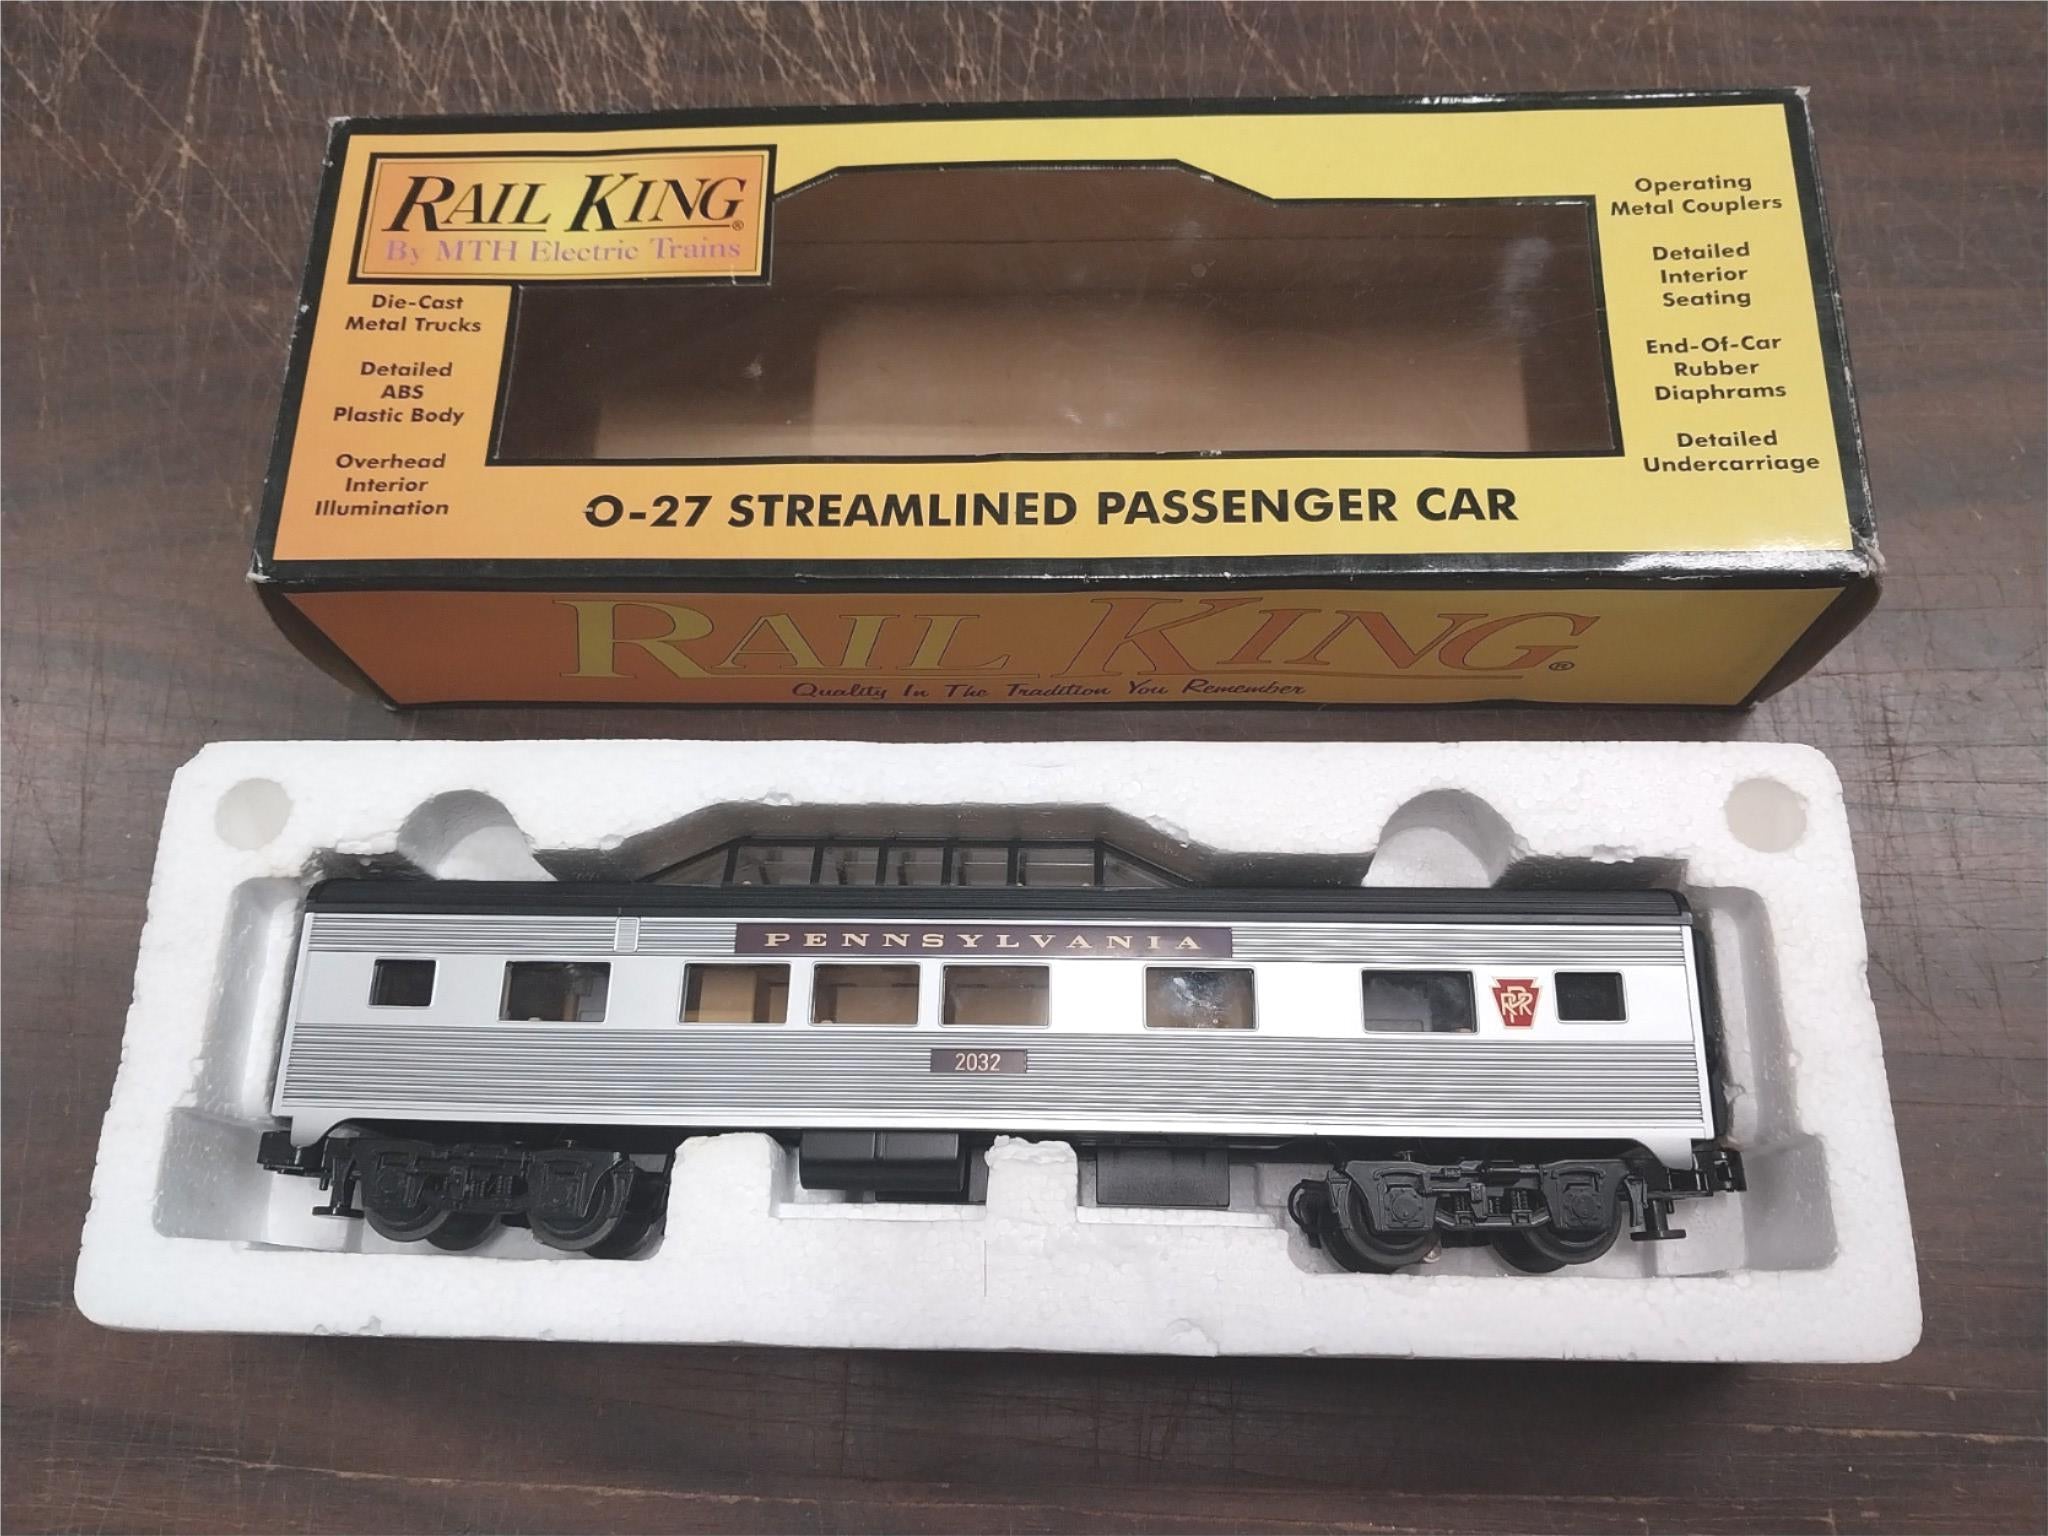 RAIL KING®
By MTH Electric Trains
Die-Cast
Metal Trucks
Detailed
ABS
Plastic Body
Overhead
Interior
Illumination
Operating
Metal Couplers
Detailed
Interior
Seating
End-Of-Car
Rubber
Diaphrams
Detailed
Undercarriage
O-27 STREAMLINED PASSENGER CAR
RAIL KING®
Quality In The Tradition You Remember
PENNSYLVANIA
PRR
2032